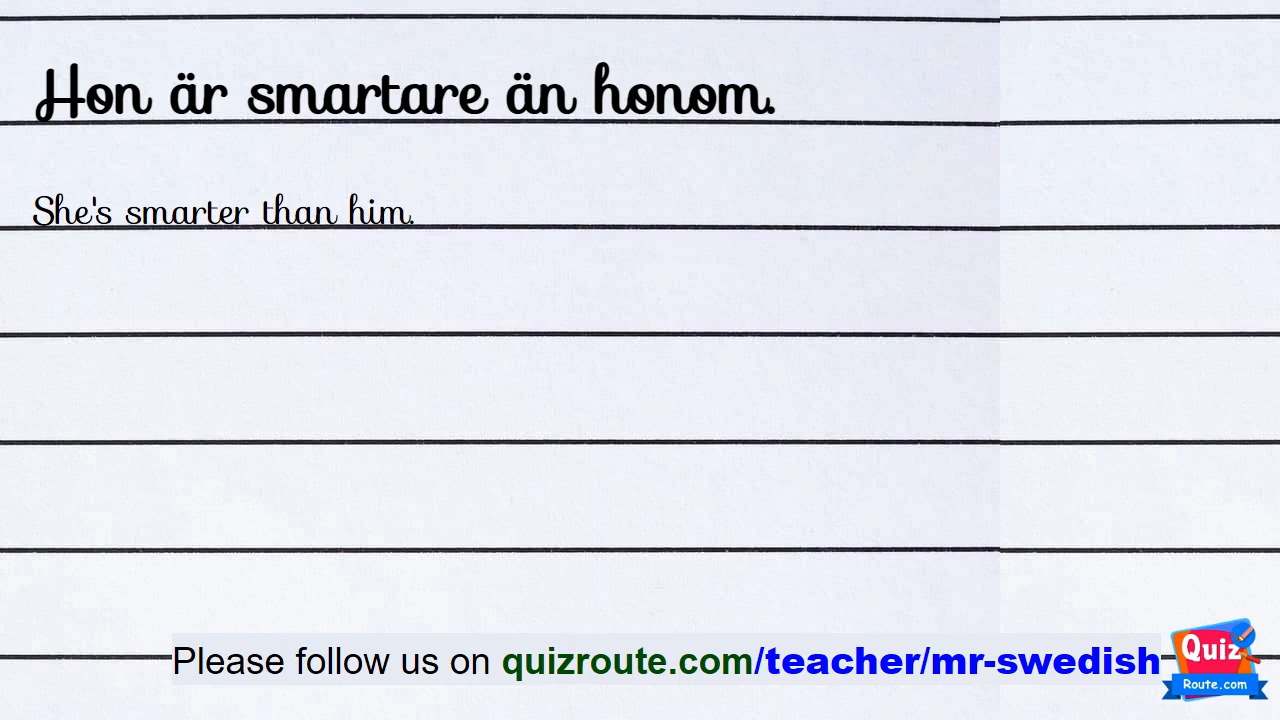 Hon är smartare än honom.
She's smarter than him.
Please follow us on quizroute.com/teacher/mr-swedish
Quiz
Route.com